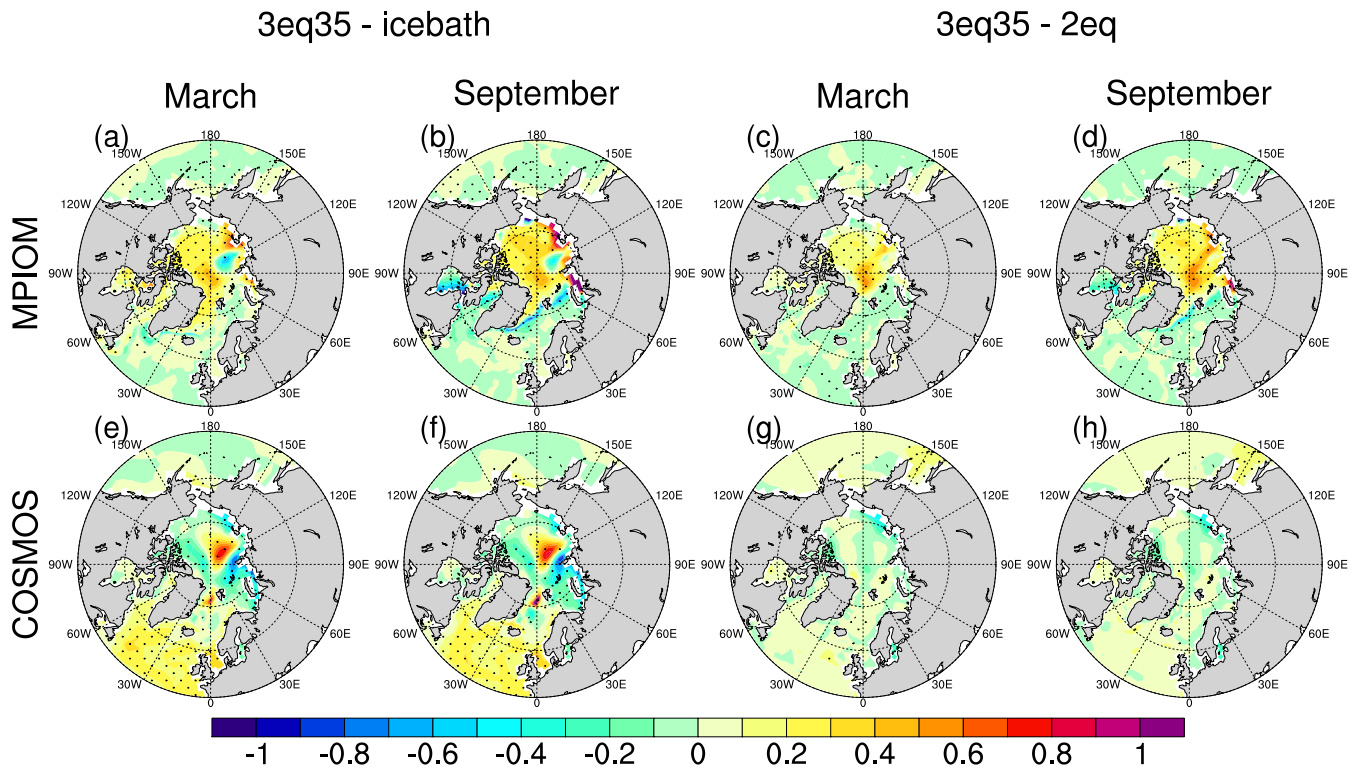 3eq35 - icebath 3eq35 - 2eq
March September March September
MPIOM
(a) 180 150W 150E 120W 120E 90W 90E 60W 60E 30W 30E 0
(b) 180 150W 150E 120W 120E 90W 90E 60W 60E 30W 30E 0
(c) 180 150W 150E 120W 120E 90W 90E 60W 60E 30W 30E 0
(d) 180 150W 150E 120W 120E 90W 90E 60W 60E 30W 30E 0
COSMOS
(e) 180 150W 150E 120W 120E 90W 90E 60W 60E 30W 30E 0
(f) 180 150W 150E 120W 120E 90W 90E 60W 60E 30W 30E 0
(g) 180 150W 150E 120W 120E 90W 90E 60W 60E 30W 30E 0
(h) 180 150W 150E 120W 120E 90W 90E 60W 60E 30W 30E 0
-1 -0.8 -0.6 -0.4 -0.2 0 0.2 0.4 0.6 0.8 1